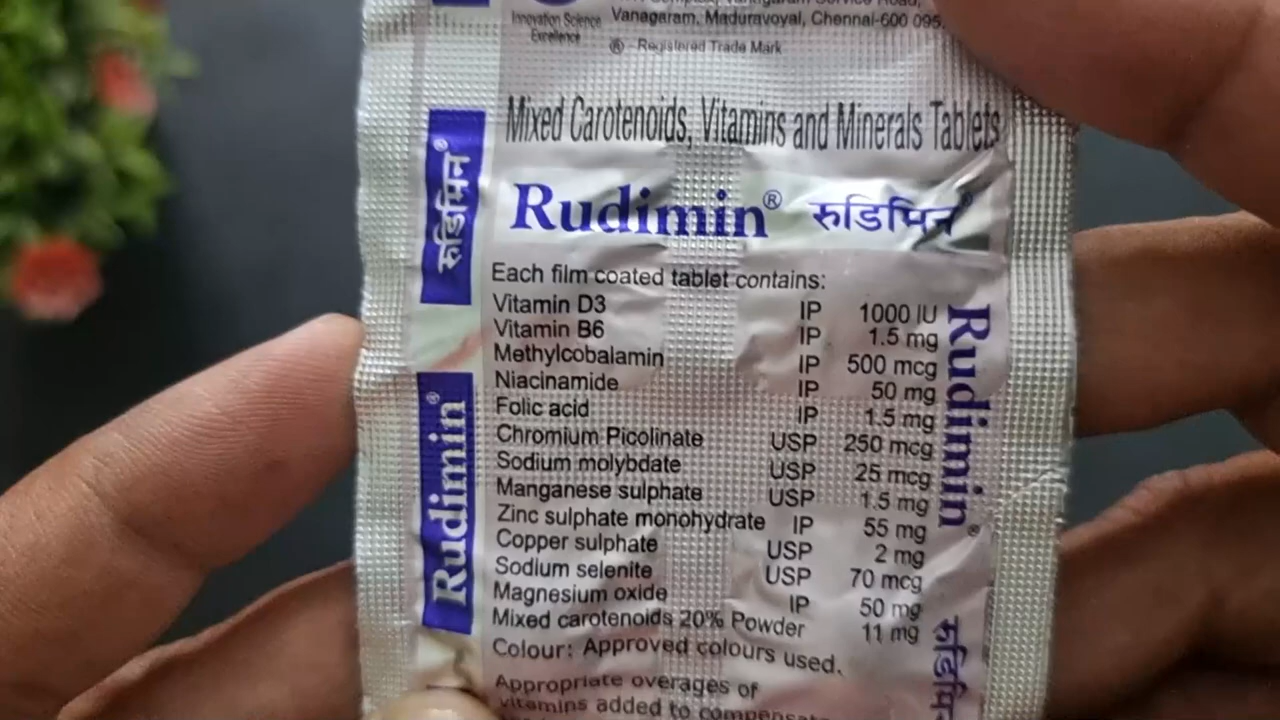 Vanagaram, Maduravoyal, Chennai-600 095.
Innovation Science
Excellence
® - Registered Trade Mark
Mixed Carotenoids, Vitamins and Minerals Tablets
Rudimin® रुडिमिन®
Each film coated tablet contains:
Vitamin D3 IP 1000 IU
Vitamin B6 IP 1.5 mg
Methylcobalamin IP 500 mcg
Niacinamide IP 50 mg
Folic acid IP 1.5 mg
Chromium Picolinate USP 250 mcg
Sodium molybdate USP 25 mcg
Manganese sulphate USP 1.5 mg
Zinc sulphate monohydrate IP 55 mg
Copper sulphate USP 2 mg
Sodium selenite USP 70 mcg
Magnesium oxide IP 50 mg
Mixed carotenoids 20% Powder 11 mg
Colour: Approved colours used.
Appropriate overages of
vitamins added to
रुडिमिन®
Rudimin®
Rudimin®